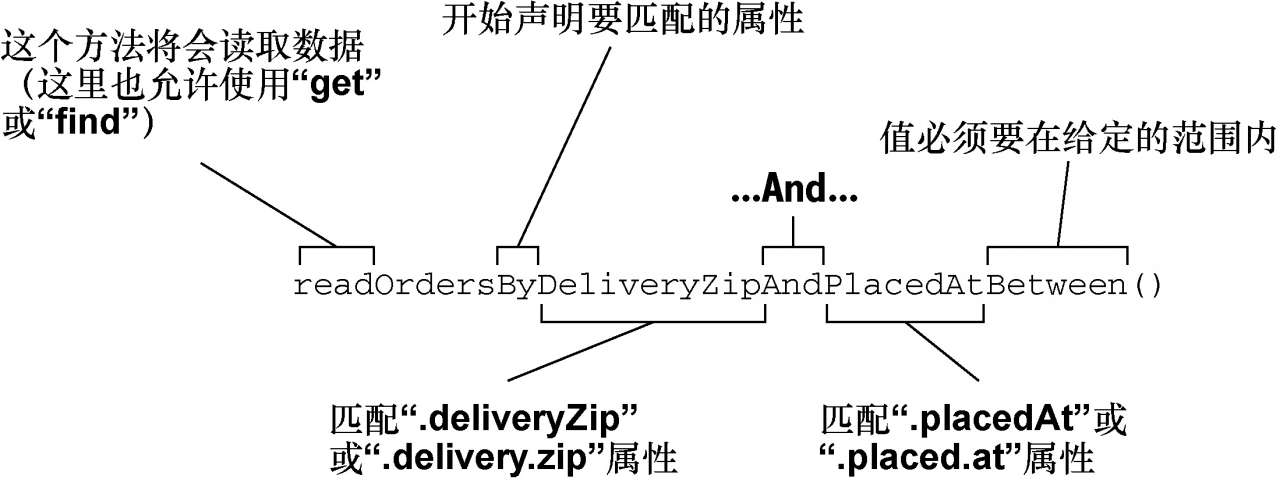 开始声明要匹配的属性
这个方法将会读取数据
（这里也允许使用“get”
或“find”）
值必须要在给定的范围内
...And...
readOrdersByDeliveryZipAndPlacedAtBetween()
匹配“.deliveryZip”
或“.delivery.zip”属性
匹配“.placedAt”或
“.placed.at”属性